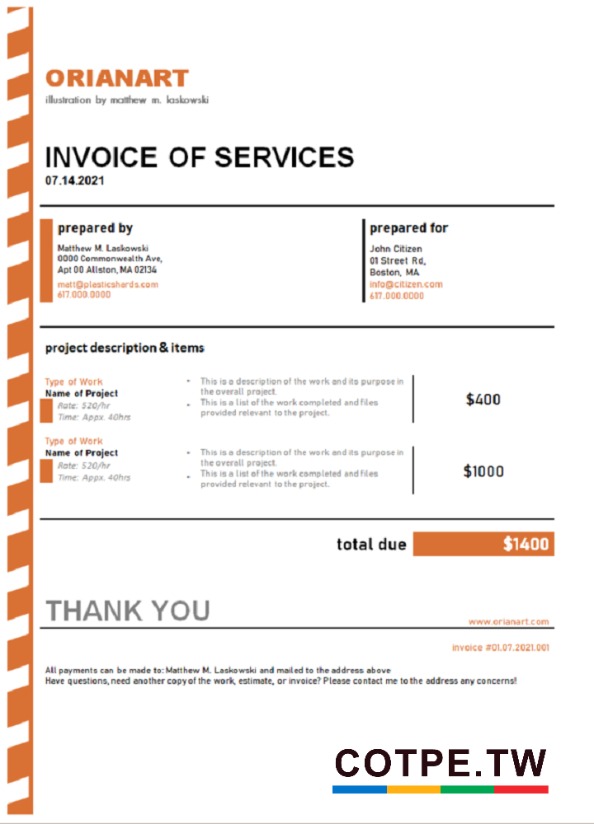 ORIANART
illustration by matthew m. laskowski
INVOICE OF SERVICES
07.14.2021
prepared by
Matthew M. Laskowski
0000 Commonwealth Ave,
Apt 00 Allston, MA 02134
matt@plasticshards.com
617.000.0000
prepared for
John Citizen
01 Street Rd,
Boston, MA
info@citizen.com
617.000.0000
project description & items
Type of Work
Name of Project
Rate: $20/hr
Time: Appx. 40hrs
• This is a description of the work and its purpose in
the overall project.
• This is a list of the work completed and files
provided relevant to the project.
$400
Type of Work
Name of Project
Rate: $20/hr
Time: Appx. 40hrs
• This is a description of the work and its purpose in
the overall project.
• This is a list of the work completed and files
provided relevant to the project.
$1000
total due $1400
THANK YOU
www.orianart.com
invoice #01.07.2021.001
All payments can be made to: Matthew M. Laskowski and mailed to the address above
Have questions, need another copy of the work, estimate, or invoice? Please contact me to the address any concerns!
COTPE.TW